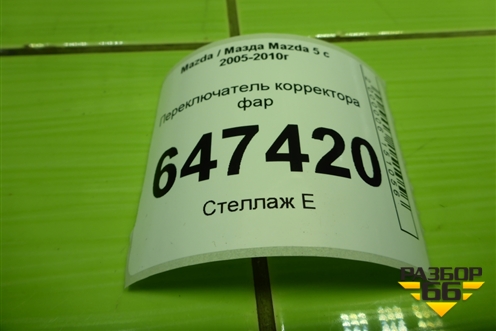 Mazda / Мазда Mazda 5 с
2005-2010г
Переключатель корректора
фар
647420
Стеллаж Е
РАЗБОР
66